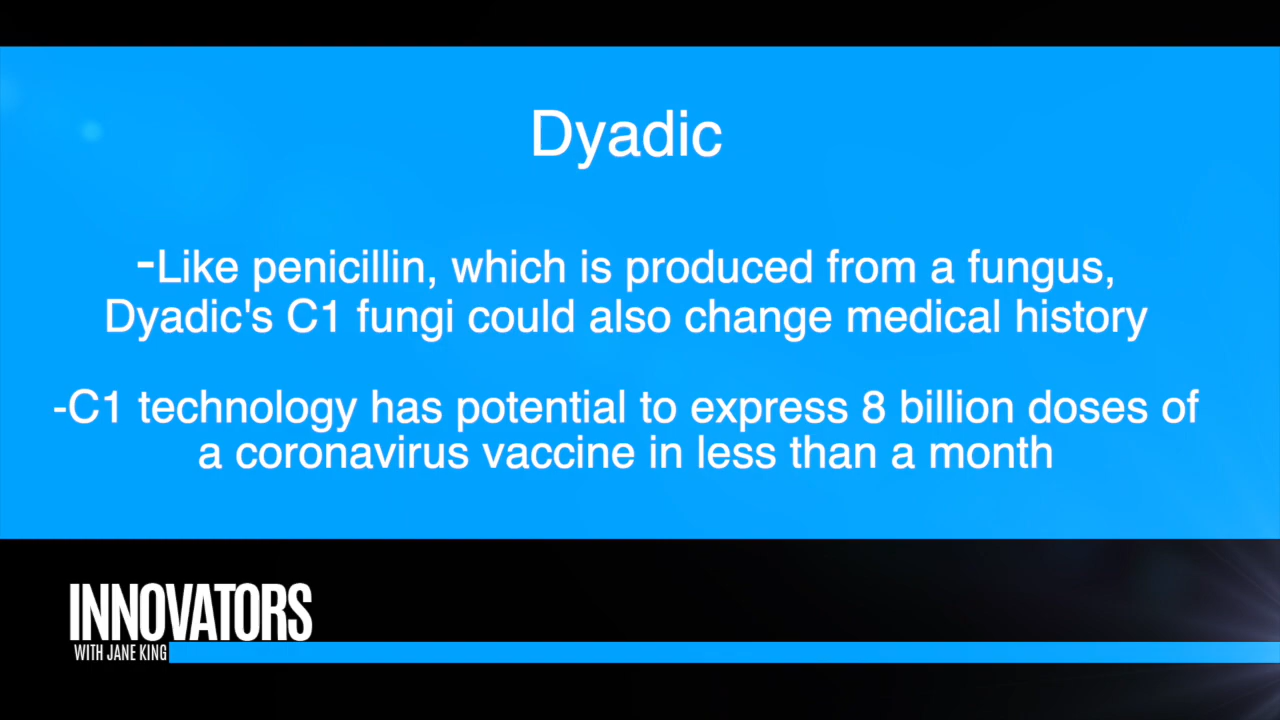 Dyadic
-Like penicillin, which is produced from a fungus,
Dyadic's C1 fungi could also change medical history
-C1 technology has potential to express 8 billion doses of
a coronavirus vaccine in less than a month
INNOVATORS
WITH JANE KING